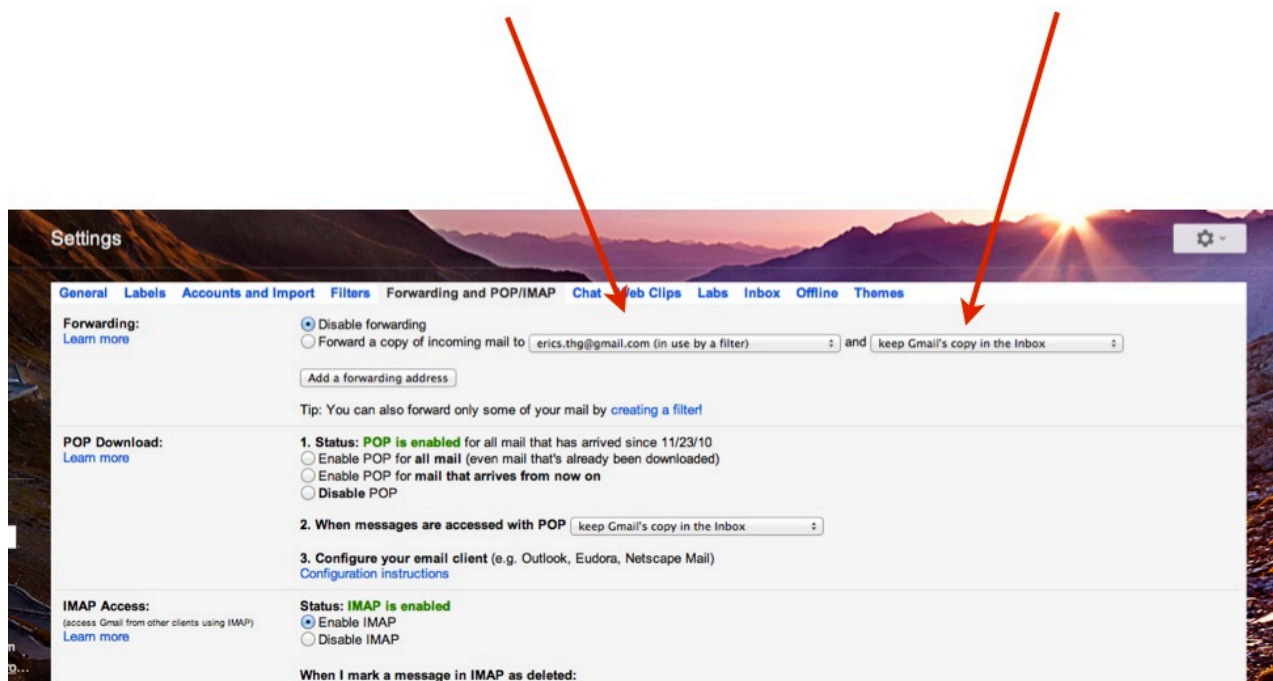 Settings
General Labels Accounts and Import Filters Forwarding and POP/IMAP Chat Web Clips Labs Inbox Offline Themes
Forwarding:
Learn more
Disable forwarding
Forward a copy of incoming mail to erics.thg@gmail.com (in use by a filter) and keep Gmail's copy in the Inbox
Add a forwarding address
Tip: You can also forward only some of your mail by creating a filter!
POP Download:
Learn more
1. Status: POP is enabled for all mail that has arrived since 11/23/10
Enable POP for all mail (even mail that's already been downloaded)
Enable POP for mail that arrives from now on
Disable POP
2. When messages are accessed with POP keep Gmail's copy in the Inbox
3. Configure your email client (e.g. Outlook, Eudora, Netscape Mail)
Configuration instructions
IMAP Access:
(access Gmail from other clients using IMAP)
Learn more
Status: IMAP is enabled
Enable IMAP
Disable IMAP
When I mark a message in IMAP as deleted: